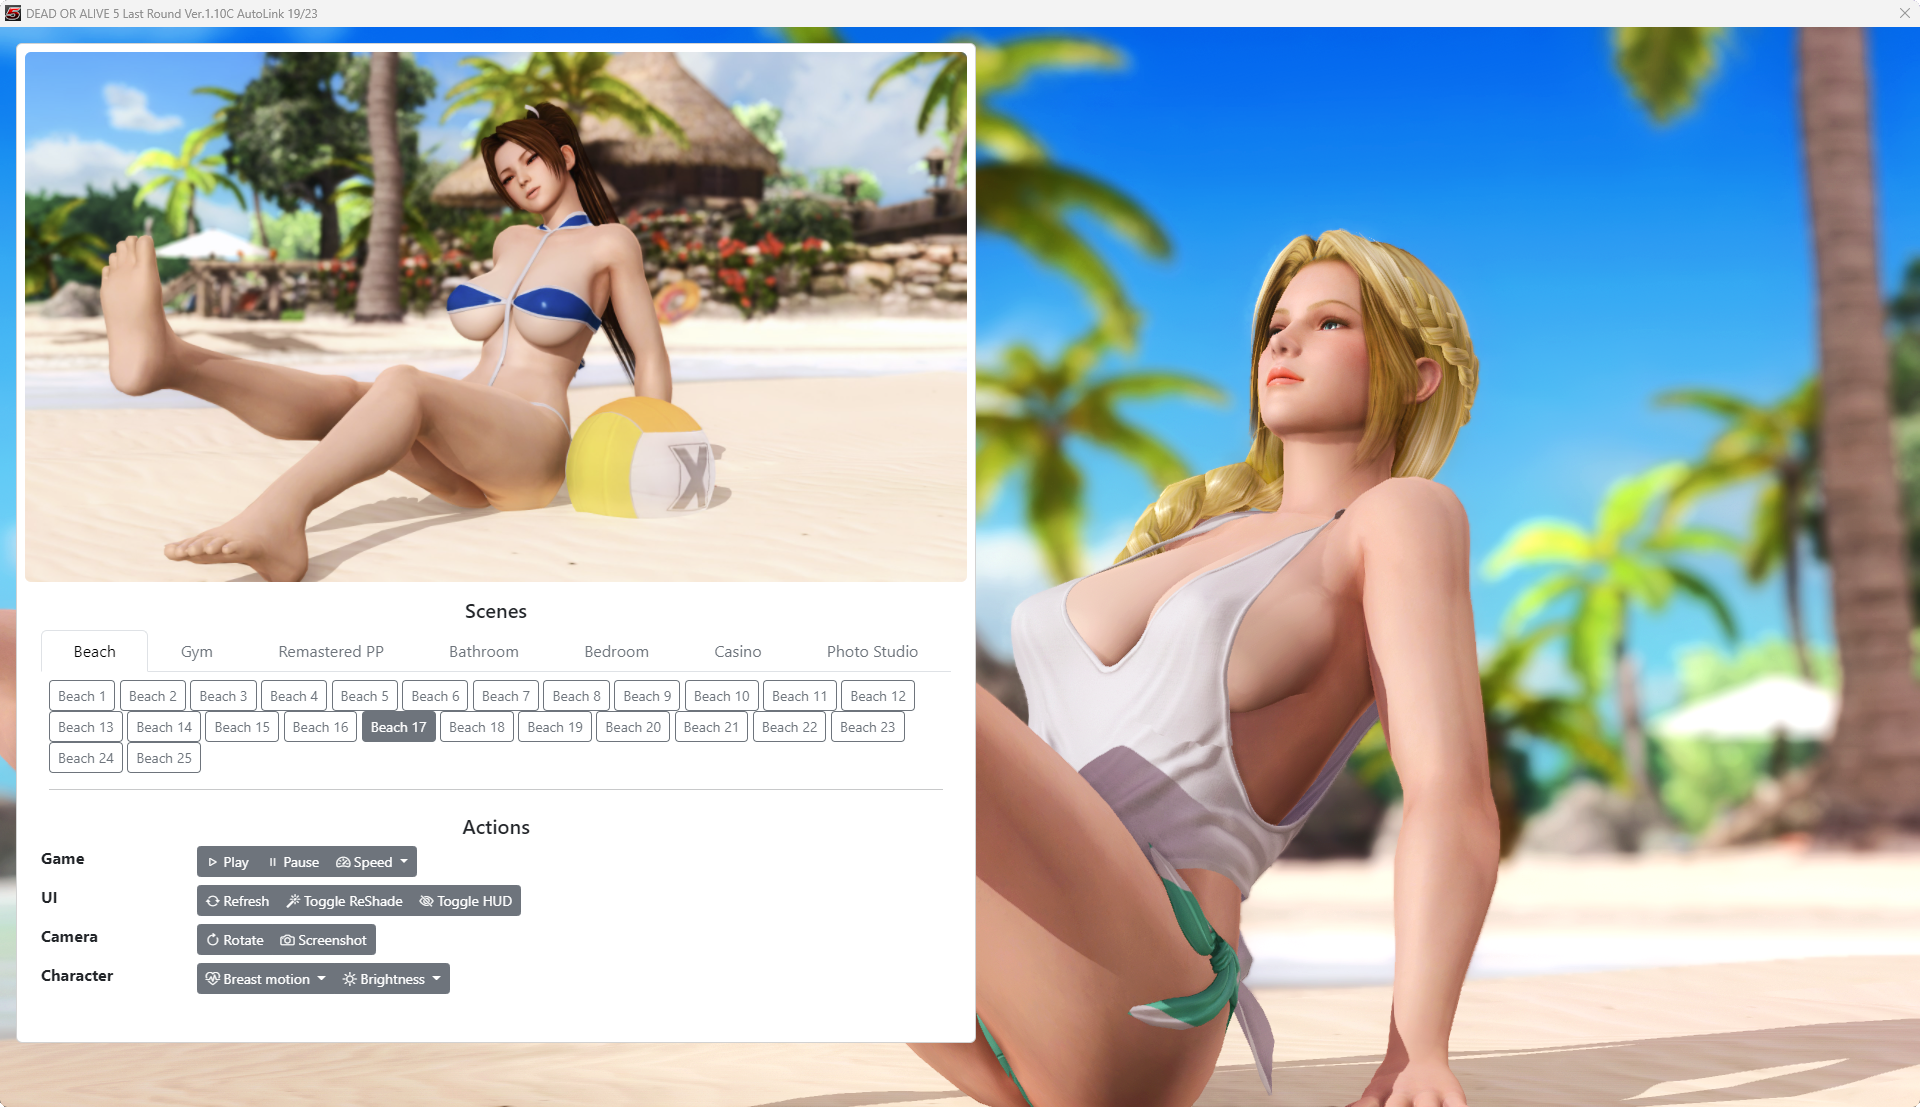 DEAD OR ALIVE 5 Last Round Ver.1.10C AutoLink 19/23
X
Scenes
Beach Gym Remastered PP Bathroom Bedroom Casino Photo Studio
Beach 1 Beach 2 Beach 3 Beach 4 Beach 5 Beach 6 Beach 7 Beach 8 Beach 9 Beach 10 Beach 11 Beach 12
Beach 13 Beach 14 Beach 15 Beach 16 Beach 17 Beach 18 Beach 19 Beach 20 Beach 21 Beach 22 Beach 23
Beach 24 Beach 25
Actions
Game Play Pause Speed
UI Refresh Toggle ReShade Toggle HUD
Camera Rotate Screenshot
Character Breast motion Brightness